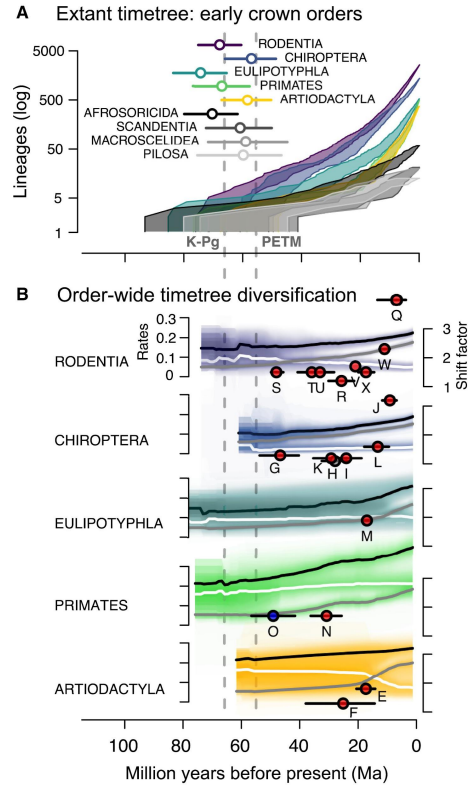 A Extant timetree: early crown orders
Lineages (log)
5000
500
50
5
1
RODENTIA
CHIROPTERA
EULIPOTYPHLA
PRIMATES
ARTIODACTYLA
AFROSORICIDA
SCANDENTIA
MACROSCELIDEA
PILOSA
K-Pg PETM
B Order-wide timetree diversification
Q
RODENTIA
Rates
0.3
0.2
0.1
0
3
2
1
Shift factor
W
S T U R V X
J
CHIROPTERA
G K H I L
EULIPOTYPHLA
M
PRIMATES
O N
ARTIODACTYLA
E
F
100 80 60 40 20 0
Million years before present (Ma)